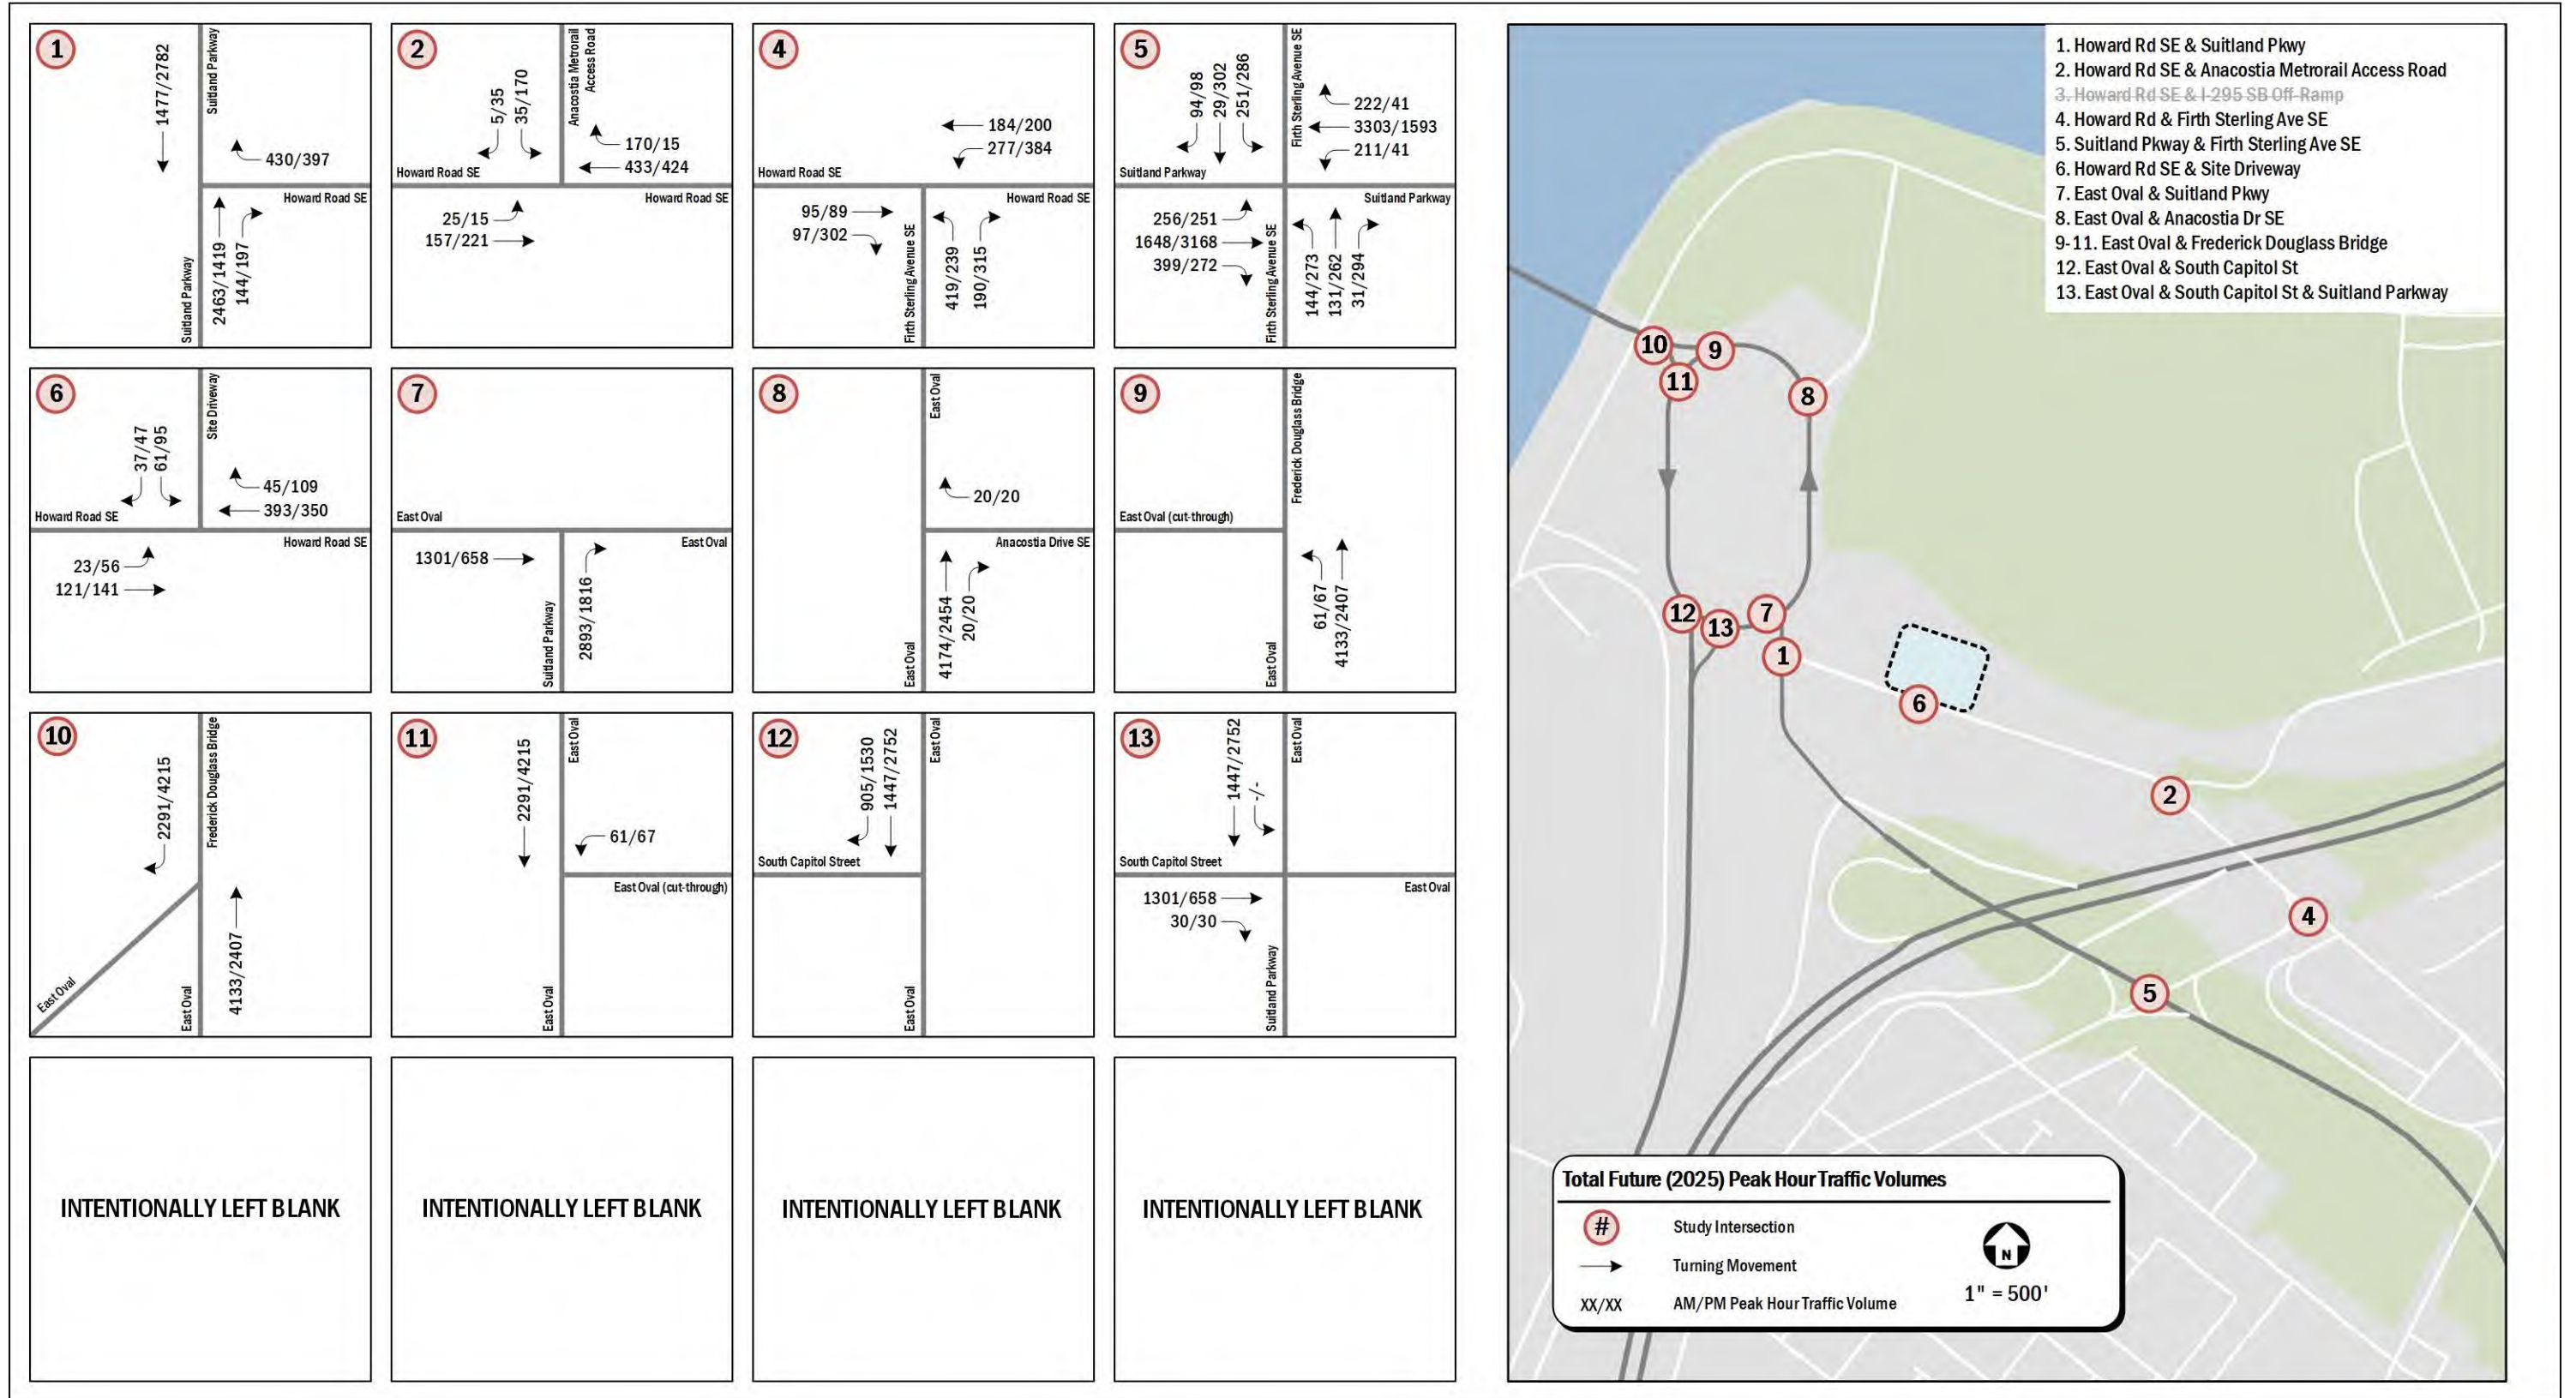 1
Suitland Parkway
1477/2782
430/397
Howard Road SE
Suitland Parkway
2463/1419
144/197
2
Anacostia Metrorail
Access Road
5/35
35/170
170/15
433/424
Howard Road SE
Howard Road SE
25/15
157/221
4
184/200
277/384
Howard Road SE
Howard Road SE
95/89
97/302
Firth Sterling Avenue SE
419/239
190/315
5
94/98
29/302
251/286
Firth Sterling Avenue SE
222/41
3303/1593
211/41
Suitland Parkway
Suitland Parkway
256/251
1648/3168
399/272
Firth Sterling Avenue SE
144/273
131/262
31/294
6
37/47
61/95
Site Driveway
45/109
393/350
Howard Road SE
Howard Road SE
23/56
121/141
7
East Oval
East Oval
1301/658
Suitland Parkway
2893/1816
8
East Oval
20/20
Anacostia Drive SE
East Oval
4174/2454
20/20
9
Frederick Douglass Bridge
East Oval (cut-through)
East Oval
61/67
4133/2407
10
2291/4215
Frederick Douglass Bridge
East Oval
East Oval
4133/2407
11
2291/4215
East Oval
61/67
East Oval (cut-through)
East Oval
12
905/1530
1447/2752
East Oval
South Capitol Street
East Oval
13
1447/2752
-/-
East Oval
South Capitol Street
East Oval
1301/658
30/30
Suitland Parkway
INTENTIONALLY LEFT BLANK
INTENTIONALLY LEFT BLANK
INTENTIONALLY LEFT BLANK
INTENTIONALLY LEFT BLANK
1. Howard Rd SE & Suitland Pkwy
2. Howard Rd SE & Anacostia Metrorail Access Road
3. Howard Rd SE & I-295 SB Off-Ramp
4. Howard Rd & Firth Sterling Ave SE
5. Suitland Pkway & Firth Sterling Ave SE
6. Howard Rd SE & Site Driveway
7. East Oval & Suitland Pkwy
8. East Oval & Anacostia Dr SE
9-11. East Oval & Frederick Douglass Bridge
12. East Oval & South Capitol St
13. East Oval & South Capitol St & Suitland Parkway
10
9
11
8
12
13
7
1
6
2
4
5
Total Future (2025) Peak Hour Traffic Volumes
# Study Intersection
Turning Movement
XX/XX AM/PM Peak Hour Traffic Volume
N
1" = 500'